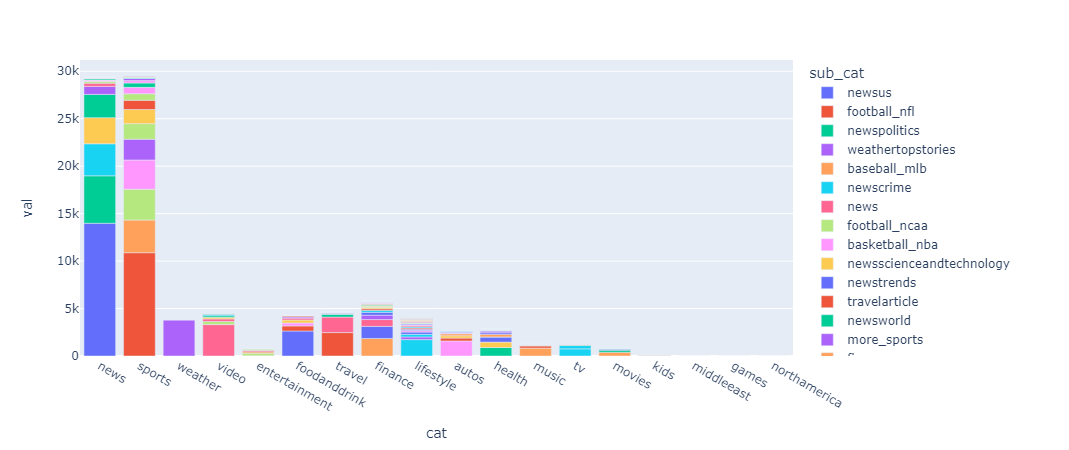 sub_cat
newsus
football_nfl
newspolitics
weathertopstories
baseball_mlb
newscrime
news
football_ncaa
basketball_nba
newsscienceandtechnology
newstrends
travelarticle
newsworld
more_sports
30k
25k
20k
15k
10k
5k
0
val
news
sports
weather
video
entertainment
foodanddrink
travel
finance
lifestyle
autos
health
music
tv
movies
kids
middleeast
games
northamerica
cat